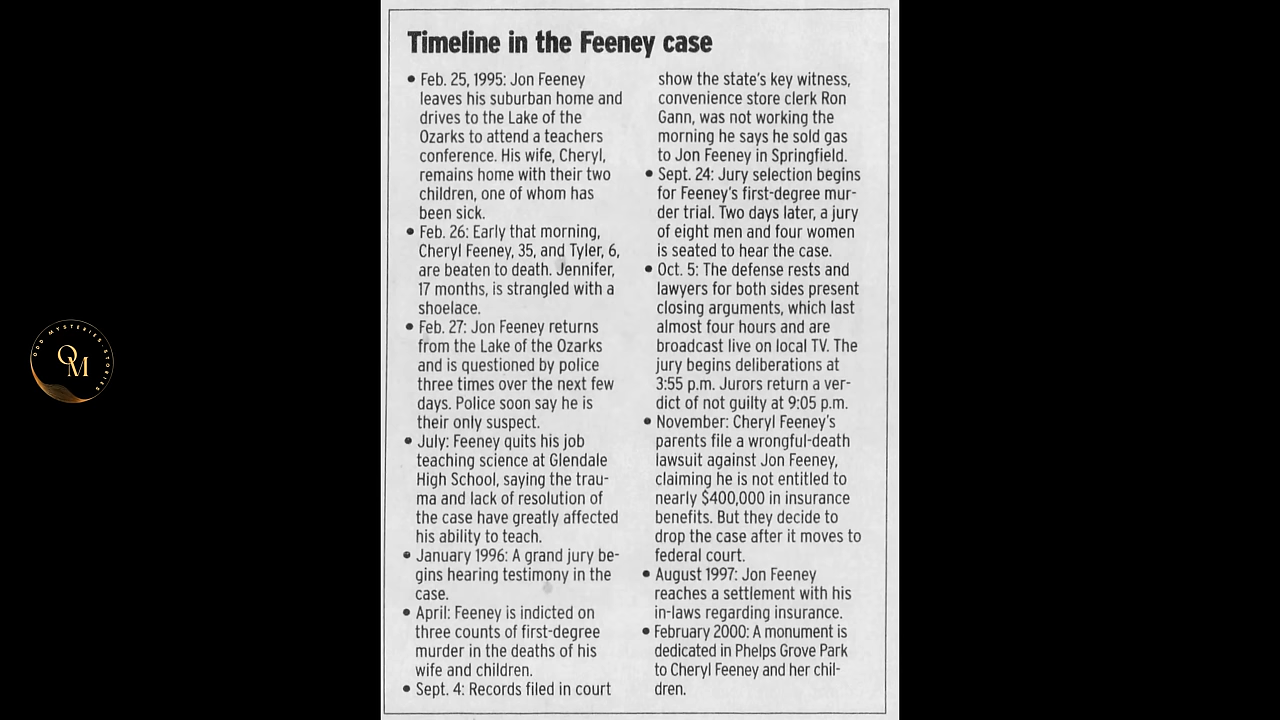 Timeline in the Feeney case
• Feb. 25, 1995: Jon Feeney
leaves his suburban home and
drives to the Lake of the
Ozarks to attend a teachers
conference. His wife, Cheryl,
remains home with their two
children, one of whom has
been sick.
• Feb. 26: Early that morning,
Cheryl Feeney, 35, and Tyler, 6,
are beaten to death. Jennifer,
17 months, is strangled with a
shoelace.
• Feb. 27: Jon Feeney returns
from the Lake of the Ozarks
and is questioned by police
three times over the next few
days. Police soon say he is
their only suspect.
• July: Feeney quits his job
teaching science at Glendale
High School, saying the trau-
ma and lack of resolution of
the case have greatly affected
his ability to teach.
• January 1996: A grand jury be-
gins hearing testimony in the
case.
• April: Feeney is indicted on
three counts of first-degree
murder in the deaths of his
wife and children.
• Sept. 4: Records filed in court
show the state's key witness,
convenience store clerk Ron
Gann, was not working the
morning he says he sold gas
to Jon Feeney in Springfield.
• Sept. 24: Jury selection begins
for Feeney's first-degree mur-
der trial. Two days later, a jury
of eight men and four women
is seated to hear the case.
• Oct. 5: The defense rests and
lawyers for both sides present
closing arguments, which last
almost four hours and are
broadcast live on local TV. The
jury begins deliberations at
3:55 p.m. Jurors return a ver-
dict of not guilty at 9:05 p.m.
• November: Cheryl Feeney's
parents file a wrongful-death
lawsuit against Jon Feeney,
claiming he is not entitled to
nearly $400,000 in insurance
benefits. But they decide to
drop the case after it moves to
federal court.
• August 1997: Jon Feeney
reaches a settlement with his
in-laws regarding insurance.
• February 2000: A monument is
dedicated in Phelps Grove Park
to Cheryl Feeney and her chil-
dren.
ODD MYSTERIES-STORIES
OM